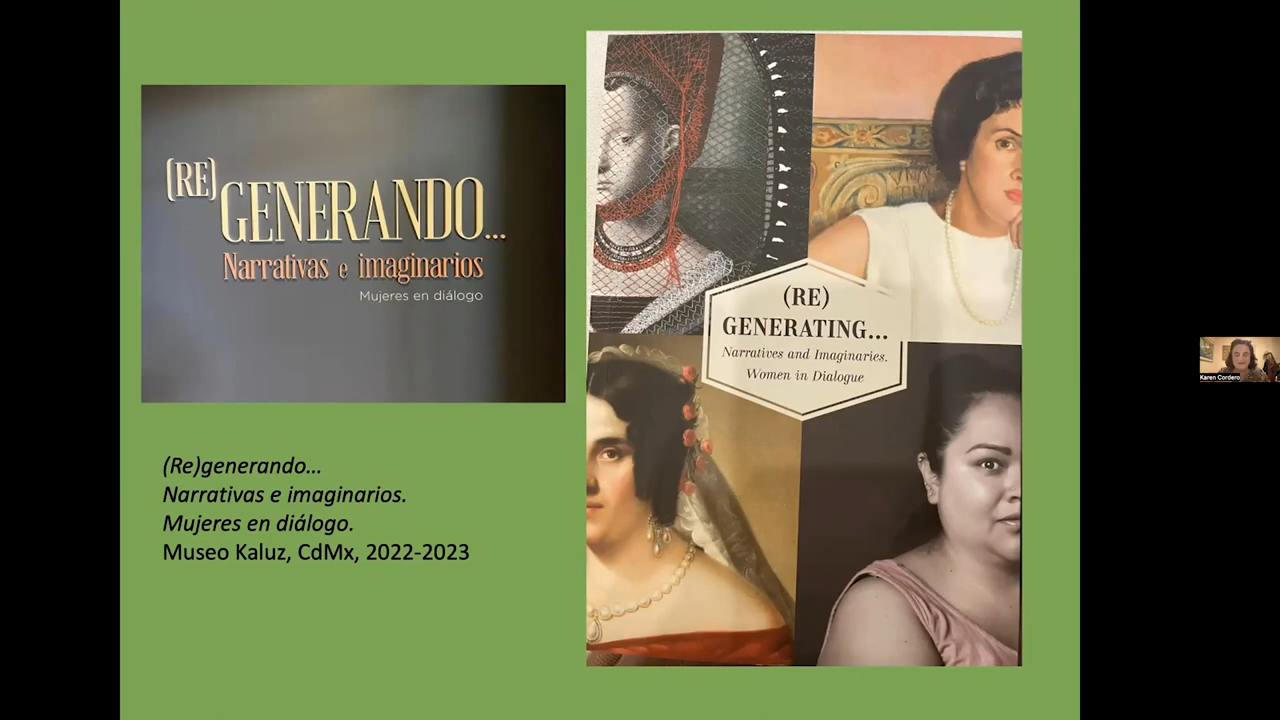 (RE)
GENERANDO...
Narrativas e imaginarios
Mujeres en diálogo
(Re)generando...
Narrativas e imaginarios.
Mujeres en diálogo.
Museo Kaluz, CdMx, 2022-2023
(RE)
GENERATING...
Narratives and Imaginaries.
Women in Dialogue
Karen Cordero